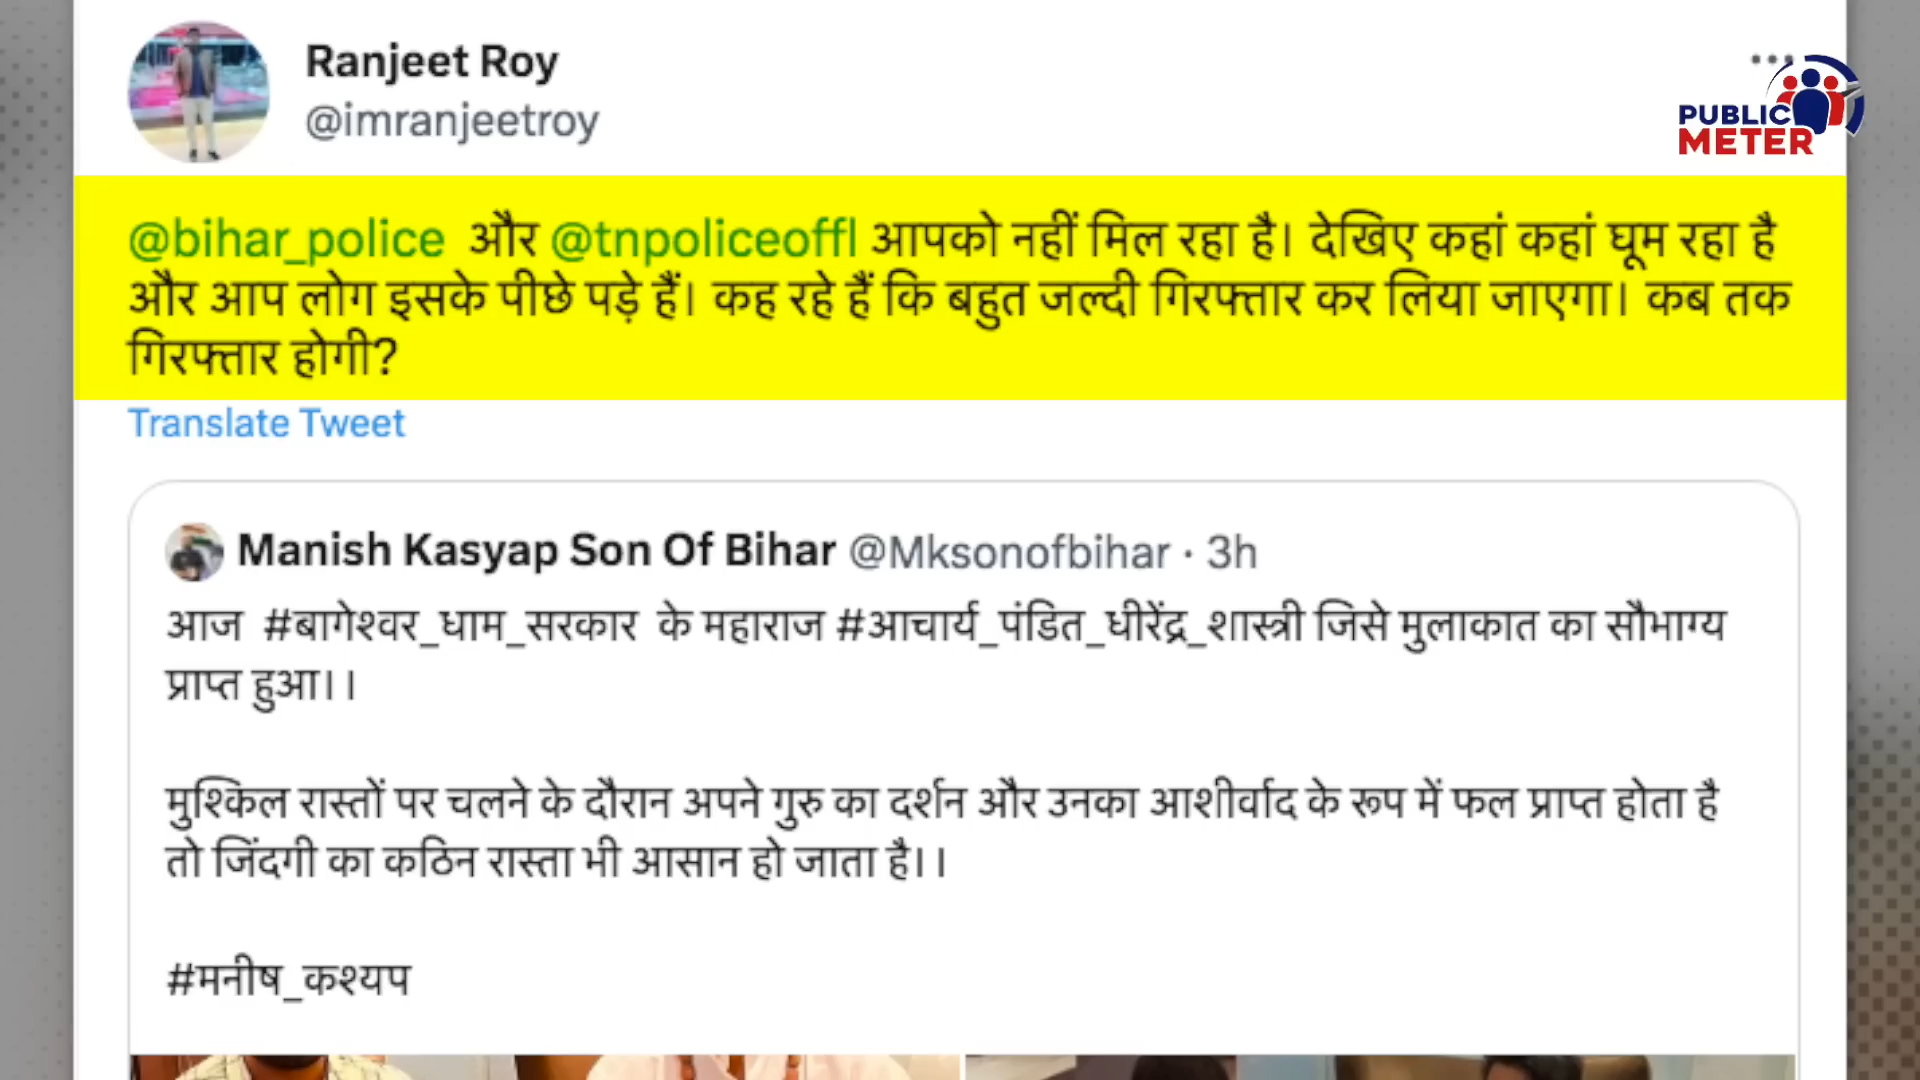 Ranjeet Roy
@imranjeetroy
PUBLIC
METER
@bihar_police और @tnpoliceoffl आपको नहीं मिल रहा है। देखिए कहां कहां घूम रहा है
और आप लोग इसके पीछे पड़े हैं। कह रहे हैं कि बहुत जल्दी गिरफ्तार कर लिया जाएगा। कब तक
गिरफ्तार होगी?
Translate Tweet
Manish Kasyap Son Of Bihar @Mksonofbihar · 3h
आज #बागेश्वर_धाम_सरकार के महाराज #आचार्य_पंडित_धीरेंद्र_शास्त्री जिसे मुलाकात का सौभाग्य
प्राप्त हुआ।।
मुश्किल रास्तों पर चलने के दौरान अपने गुरु का दर्शन और उनका आशीर्वाद के रूप में फल प्राप्त होता है
तो जिंदगी का कठिन रास्ता भी आसान हो जाता है।।
#मनीष_कश्यप